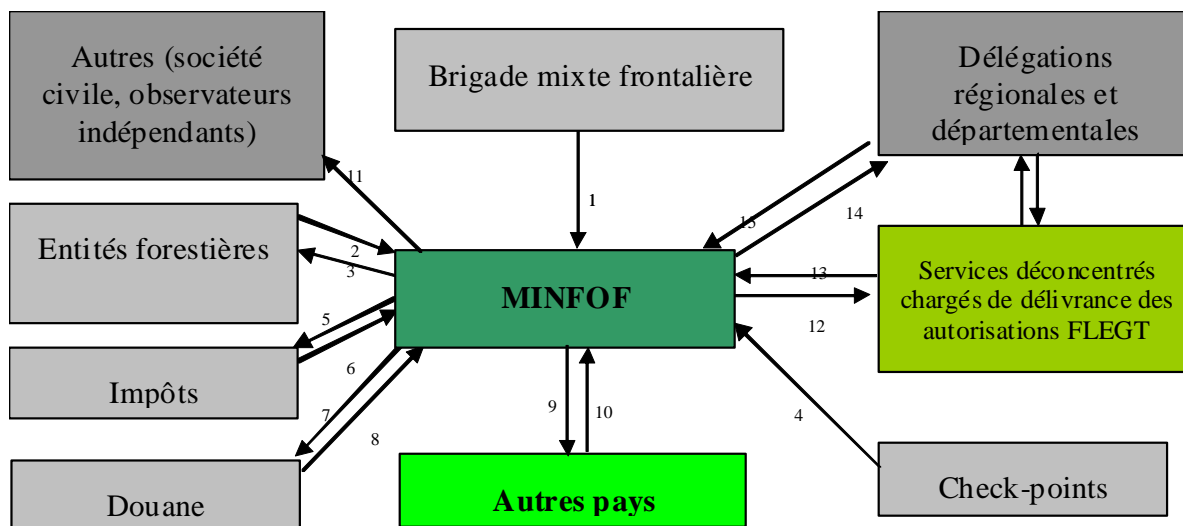 Autres (société
civile, observateurs
indépendants)
Brigade mixte frontalière
Délégations
régionales et
départementales
11
1
15
14
Entités forestières
2
3
MINFOF
13
Services déconcentrés
chargés de délivrance des
autorisations FLEGT
12
5
Impôts
6
7
8
9
10
4
Douane
Autres pays
Check-points